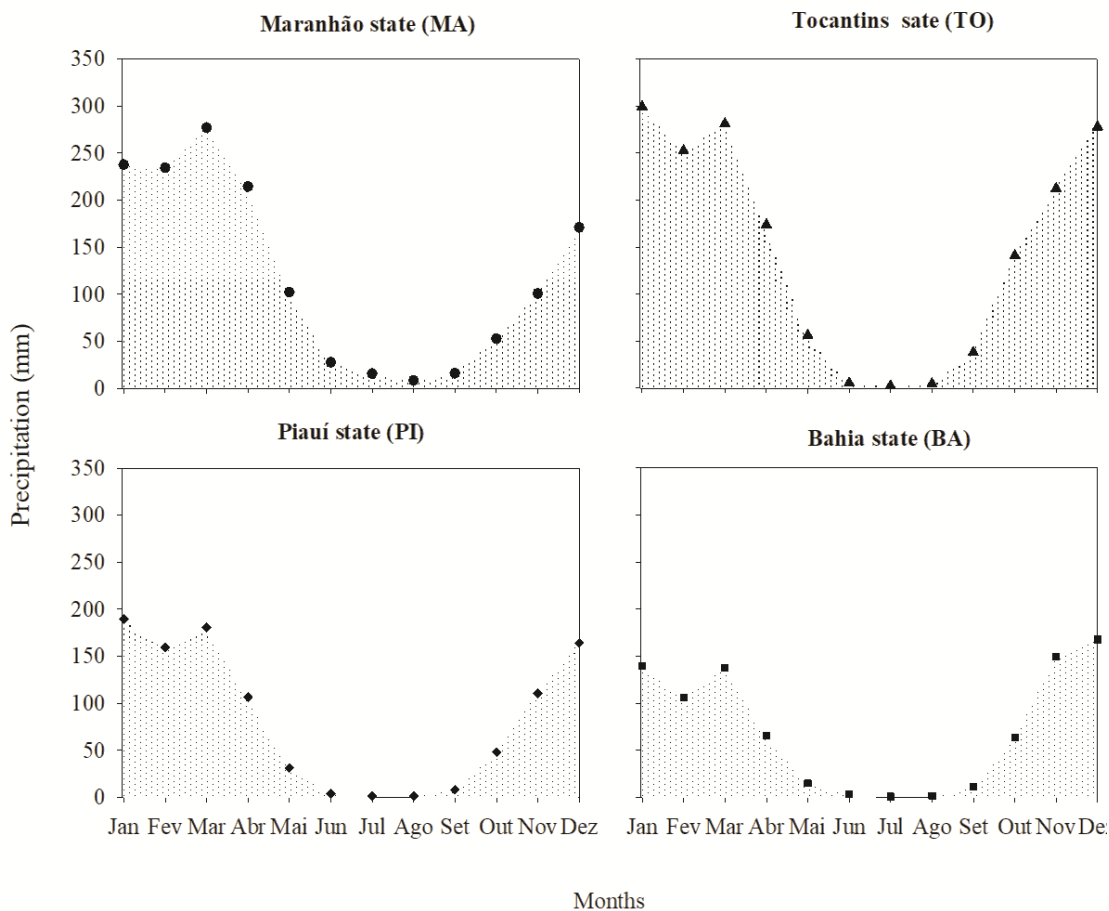 Maranhão state (MA)
Tocantins sate (TO)
350
300
250
200
150
100
50
0
Piauí state (PI)
Bahia state (BA)
350
300
250
200
150
100
50
0
Precipitation (mm)
Jan Fev Mar Abr Mai Jun Jul Ago Set Out Nov Dez
Jan Fev Mar Abr Mai Jun Jul Ago Set Out Nov Dez
Months